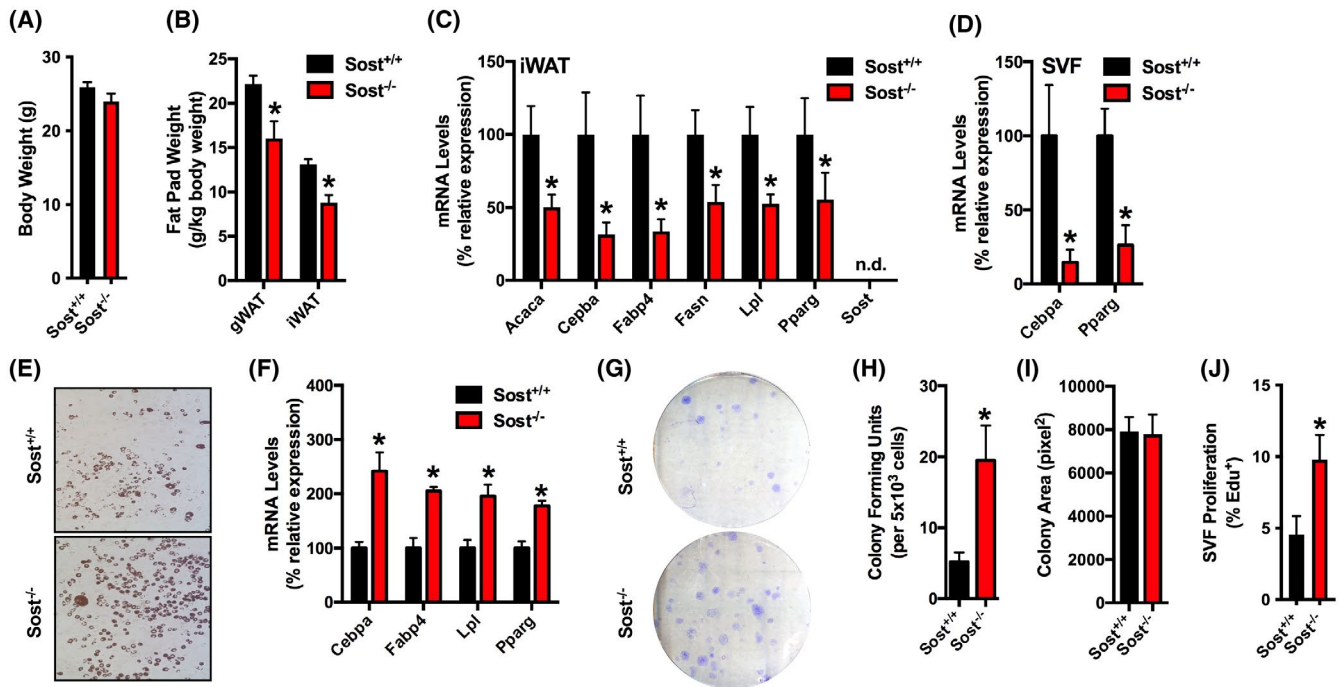 (A)
Body Weight (g)
30
20
10
0
Sost+/+
Sost-/-
(B)
Fat Pad Weight
(g/kg body weight)
25
20
15
10
5
0
Sost+/+
Sost-/-
*
*
gWAT
iWAT
(C)
mRNA Levels
(% relative expression)
150
100
50
0
iWAT
Sost+/+
Sost-/-
*
*
*
*
*
*
n.d.
Acaca
Cepba
Fabp4
Fasn
Lpl
Pparg
Sost
(D)
mRNA Levels
(% relative expression)
150
100
50
0
SVF
Sost+/+
Sost-/-
*
*
Cebpa
Pparg
(E)
Sost+/+
Sost-/-
(F)
mRNA Levels
(% relative expression)
400
300
200
100
0
Sost+/+
Sost-/-
*
*
*
*
Cebpa
Fabp4
Lpl
Pparg
(G)
Sost+/+
Sost-/-
(H)
Colony Forming Units
(per 5x10³ cells)
30
20
10
0
*
Sost+/+
Sost-/-
(I)
Colony Area (pixel²)
10000
8000
6000
4000
2000
0
Sost+/+
Sost-/-
(J)
SVF Proliferation
(% Edu+)
15
10
5
0
*
Sost+/+
Sost-/-